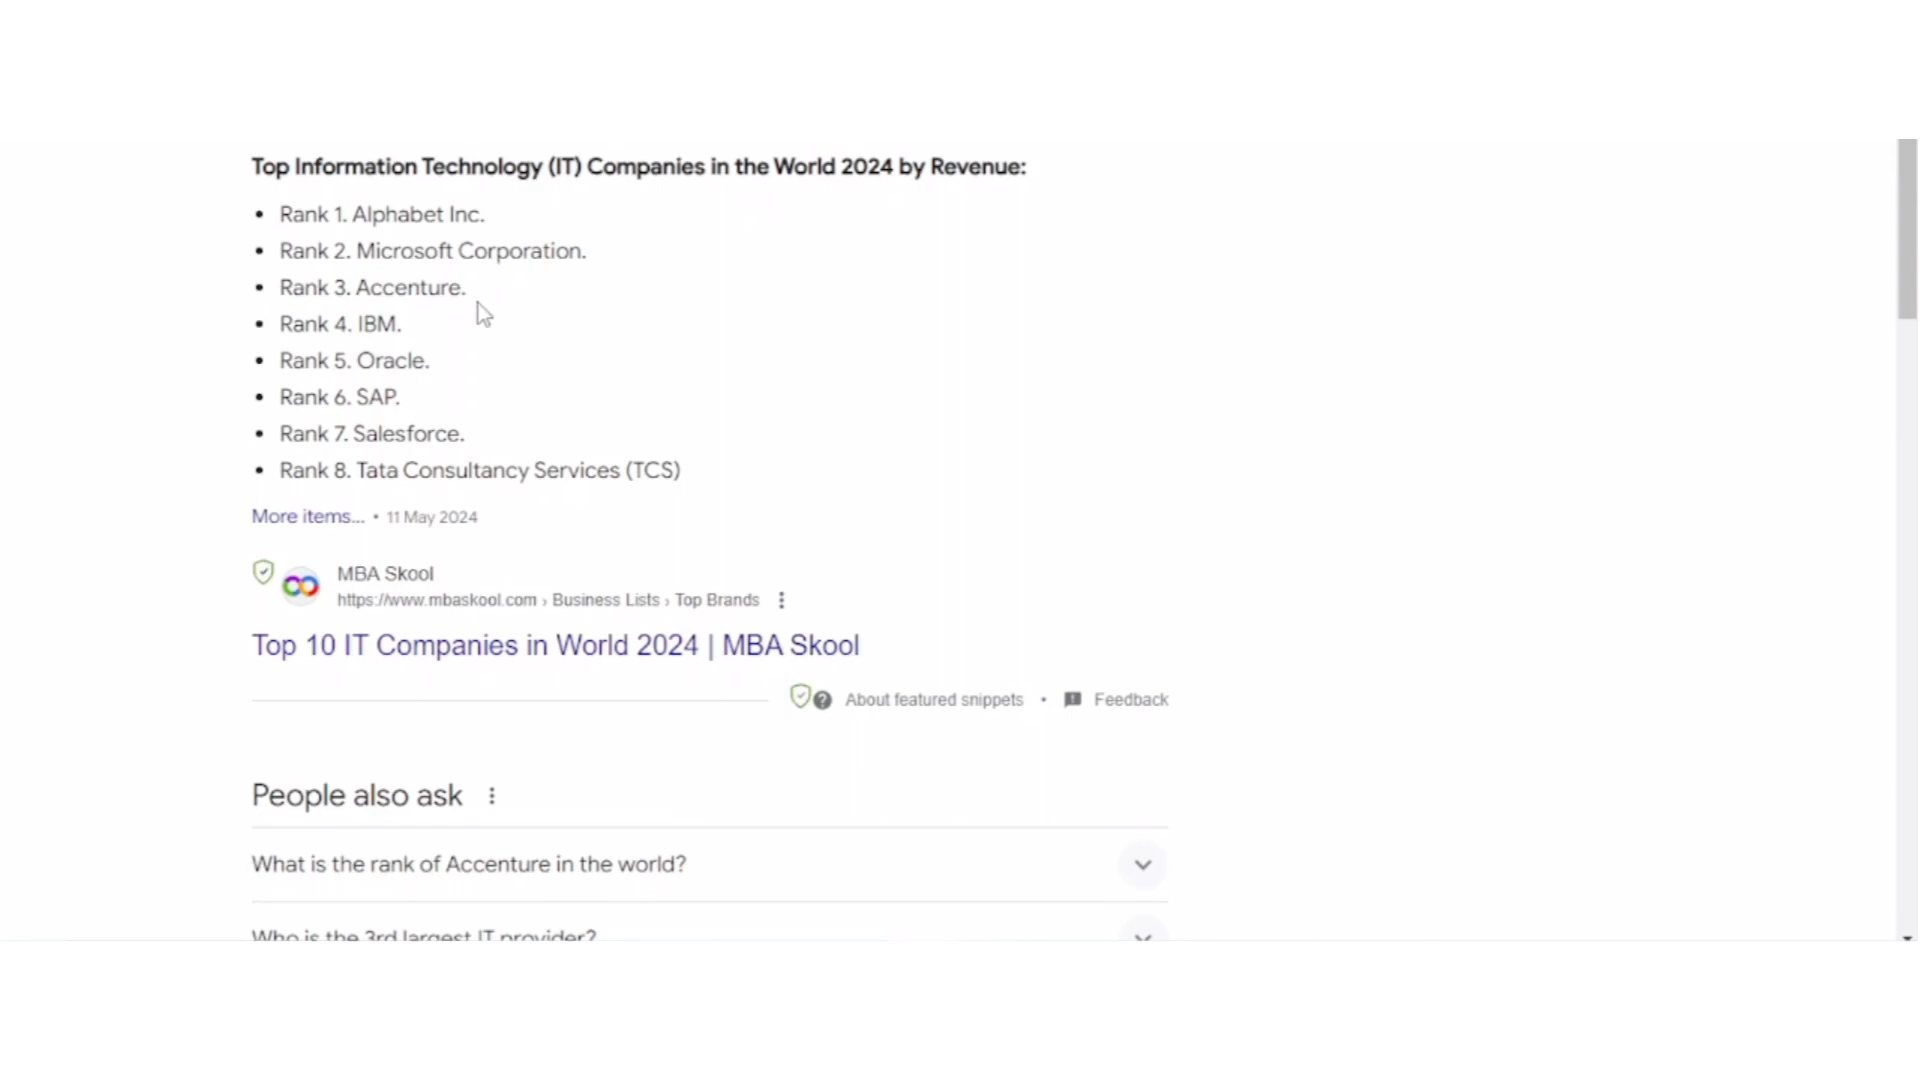 Top Information Technology (IT) Companies in the World 2024 by Revenue:
• Rank 1. Alphabet Inc.
• Rank 2. Microsoft Corporation.
• Rank 3. Accenture.
• Rank 4. IBM.
• Rank 5. Oracle.
• Rank 6. SAP.
• Rank 7. Salesforce.
• Rank 8. Tata Consultancy Services (TCS)
More items... • 11 May 2024
MBA Skool
https://www.mbaskool.com › Business Lists › Top Brands
Top 10 IT Companies in World 2024 | MBA Skool
About featured snippets • Feedback
People also ask
What is the rank of Accenture in the world?
Who is the 3rd largest IT provider?